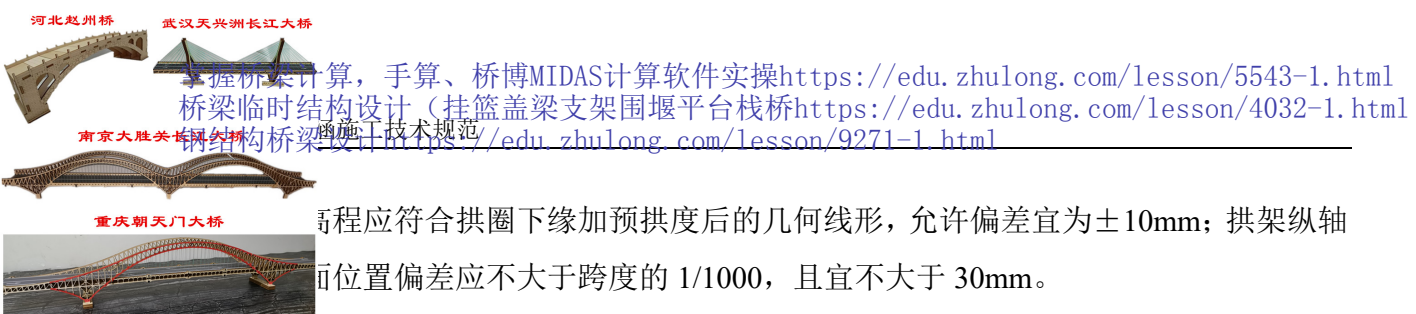 河北赵州桥
武汉天兴洲长江大桥
掌握桥梁计算，手算、桥博MIDAS计算软件实操https://edu.zhulong.com/lesson/5543-1.html
桥梁临时结构设计（挂篮盖梁支架围堰平台栈桥https://edu.zhulong.com/lesson/4032-1.html
南京大胜关长江大桥
涵施工技术规范
钢结构桥梁设计https://edu.zhulong.com/lesson/9271-1.html
重庆朝天门大桥
高程应符合拱圈下缘加预拱度后的几何线形，允许偏差宜为±10mm；拱架纵轴
面位置偏差应不大于跨度的 1/1000，且宜不大于 30mm。